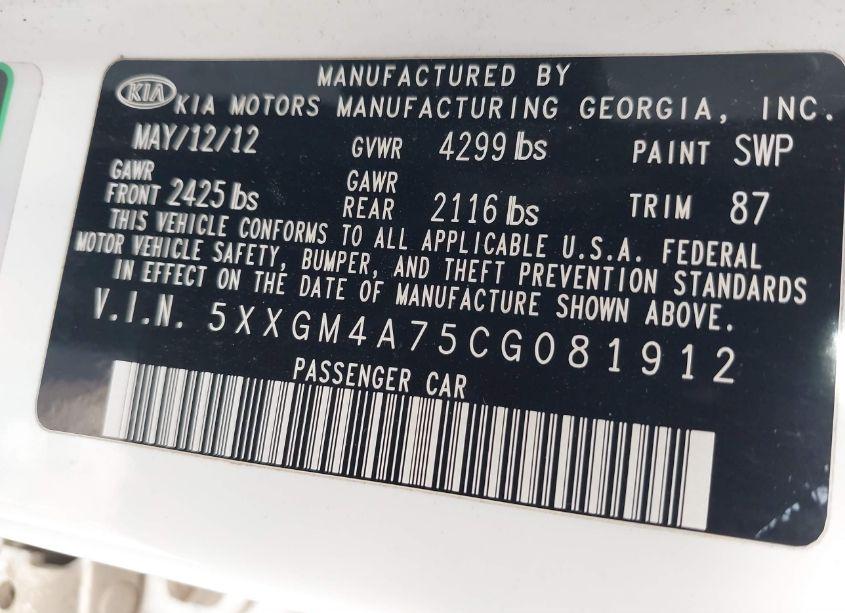 MANUFACTURED BY
KIA KIA MOTORS MANUFACTURING GEORGIA, INC.
MAY/12/12 GVWR 4299 lbs PAINT SWP
GAWR FRONT 2425 lbs GAWR REAR 2116 lbs TRIM 87
THIS VEHICLE CONFORMS TO ALL APPLICABLE U.S.A. FEDERAL
MOTOR VEHICLE SAFETY, BUMPER, AND THEFT PREVENTION STANDARDS
IN EFFECT ON THE DATE OF MANUFACTURE SHOWN ABOVE.
V.I.N. 5XXGM4A75CG081912
PASSENGER CAR